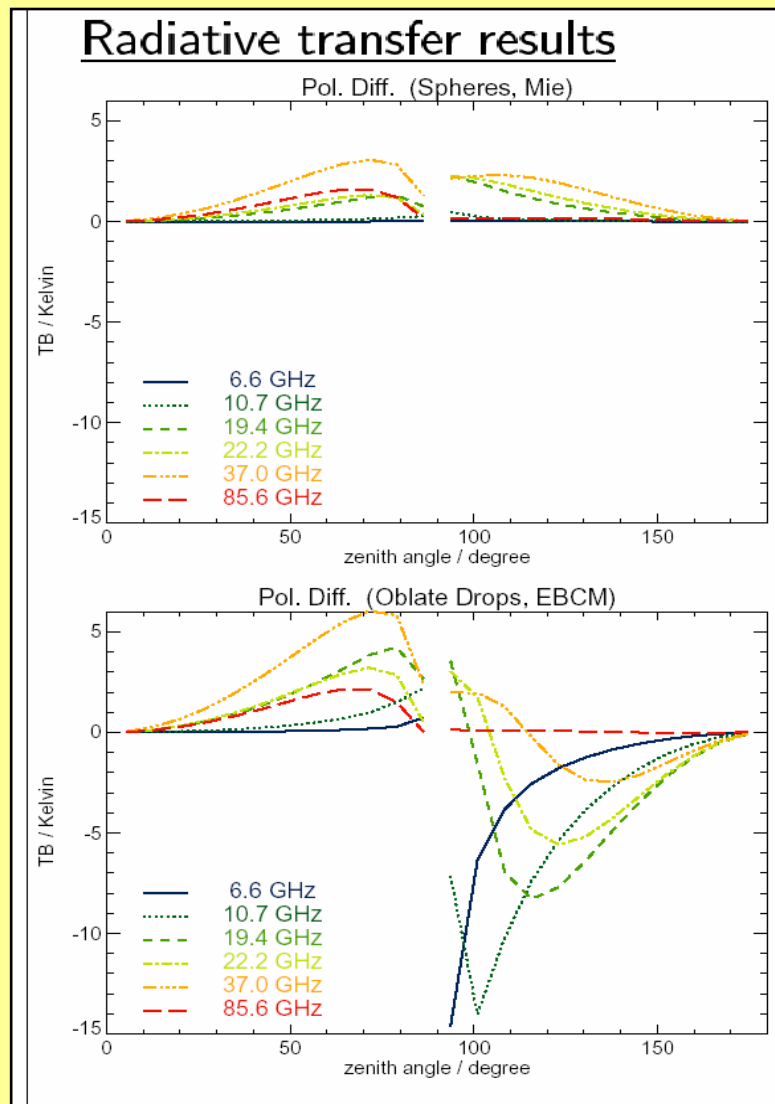 Radiative transfer results
Pol. Diff. (Spheres, Mie)
5
0
-5
-10
-15
TB / Kelvin
6.6 GHz
10.7 GHz
19.4 GHz
22.2 GHz
37.0 GHz
85.6 GHz
0 50 100 150
zenith angle / degree
Pol. Diff. (Oblate Drops, EBCM)
5
0
-5
-10
-15
TB / Kelvin
6.6 GHz
10.7 GHz
19.4 GHz
22.2 GHz
37.0 GHz
85.6 GHz
0 50 100 150
zenith angle / degree